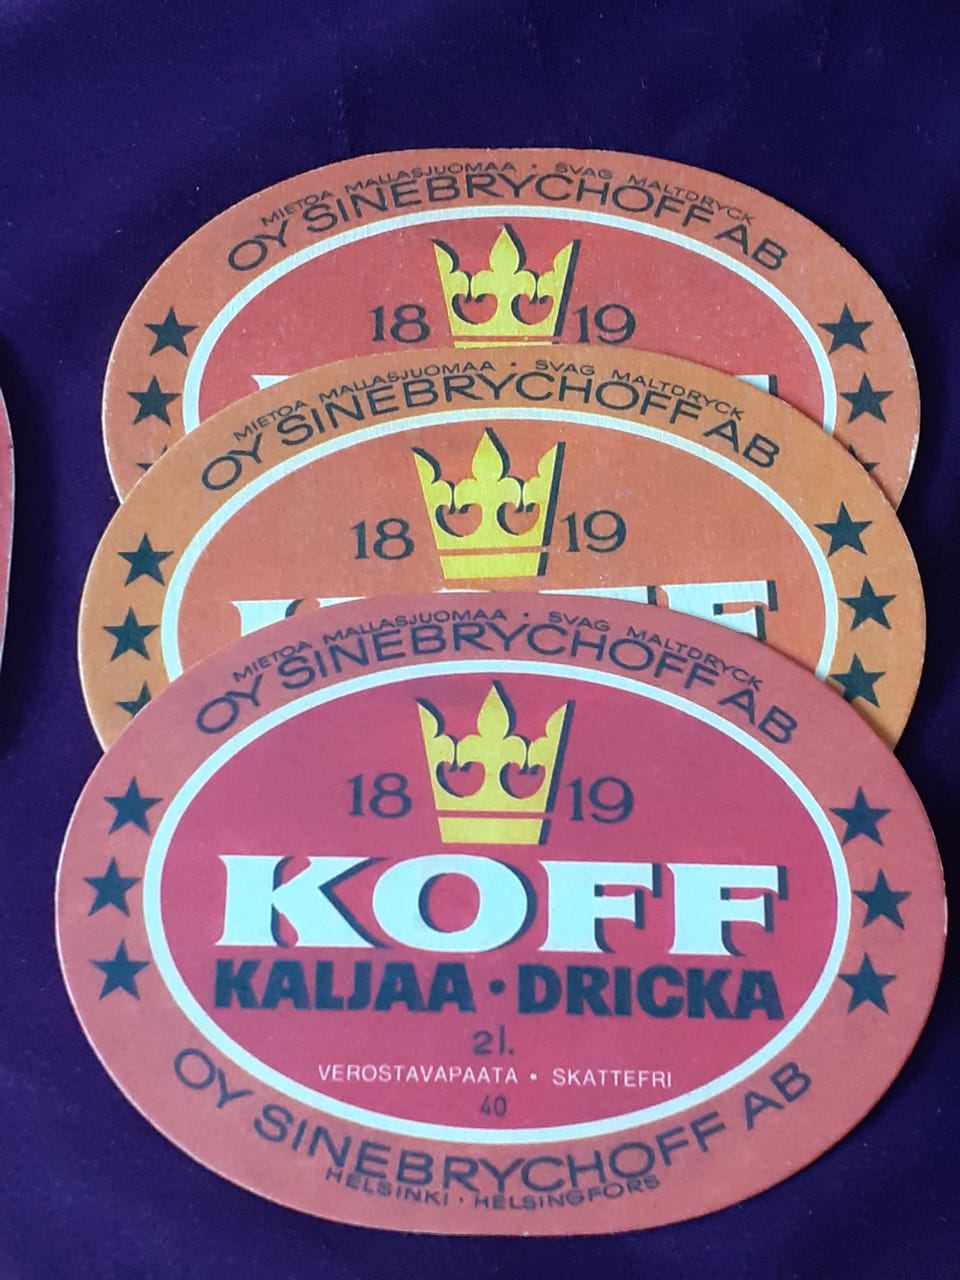 MIETOA MALLASJUOMAA • SVAG MALTDRYCK
OY SINEBRYCHOFF AB
18 19
MIETOA MALLASJUOMAA • SVAG MALTDRYCK
OY SINEBRYCHOFF AB
18 19
KOFF
MIETOA MALLASJUOMAA • SVAG MALTDRYCK
OY SINEBRYCHOFF AB
18 19
KOFF
KALJAA • DRICKA
2 l.
VEROSTAVAPAATA • SKATTEFRI
40
OY SINEBRYCHOFF AB
HELSINKI • HELSINGFORS